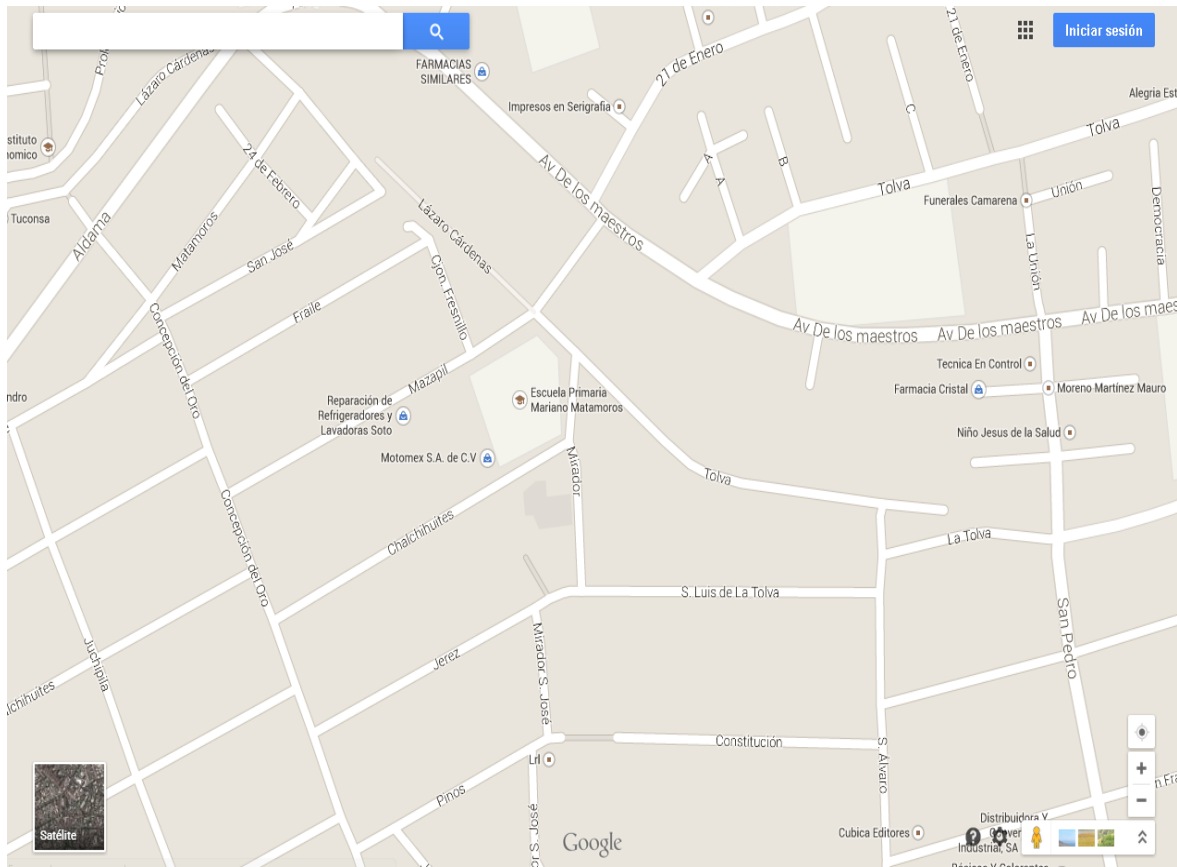 Iniciar sesión
Prol
Lázaro Cárdenas
FARMACIAS
SIMILARES
21 de Enero
21 de Enero
Impresos en Serigrafia
Alegria Est
Tolva
stituto
nomico
24 de Febrero
Av De los maestros
A
A
B
C
Tolva
Funerales Camarena
Unión
Democracia
l Tuconsa
Aldama
Matamoros
San José
Lázaro Cárdenas
Cjon. Fresnillo
La Unión
Fraile
Concepción del Oro
Av De los maestros
Av De los maestros
Av De los maes
Mazapil
Tecnica En Control
Farmacia Cristal
Moreno Martínez Mauro
ndro
Escuela Primaria
Mariano Matamoros
Reparación de
Refrigeradores y
Lavadoras Soto
Niño Jesus de la Salud
Motomex S.A. de C.V
Mirador
Tolva
Concepción del Oro
Chalchihuites
La Tolva
S. Luis de La Tolva
San Pedro
Juchipila
Jerez
Mirador S. José
lchihuites
Constitución
S. Alvaro
Lrl
Pinos
n Fra
Satélite
Mirador S. José
Google
Cubica Editores
Distribuidora Y
Industrial, SA